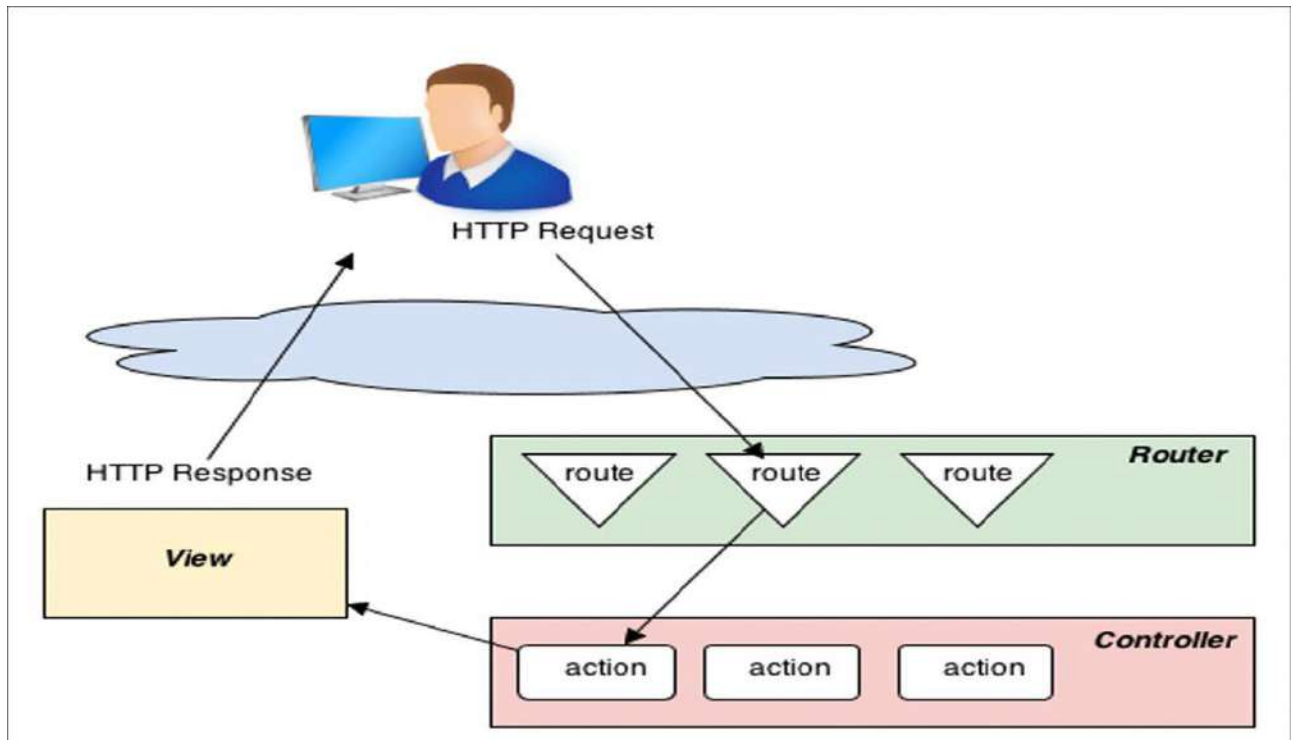 HTTP Request
HTTP Response
View
Router
route
route
route
Controller
action
action
action